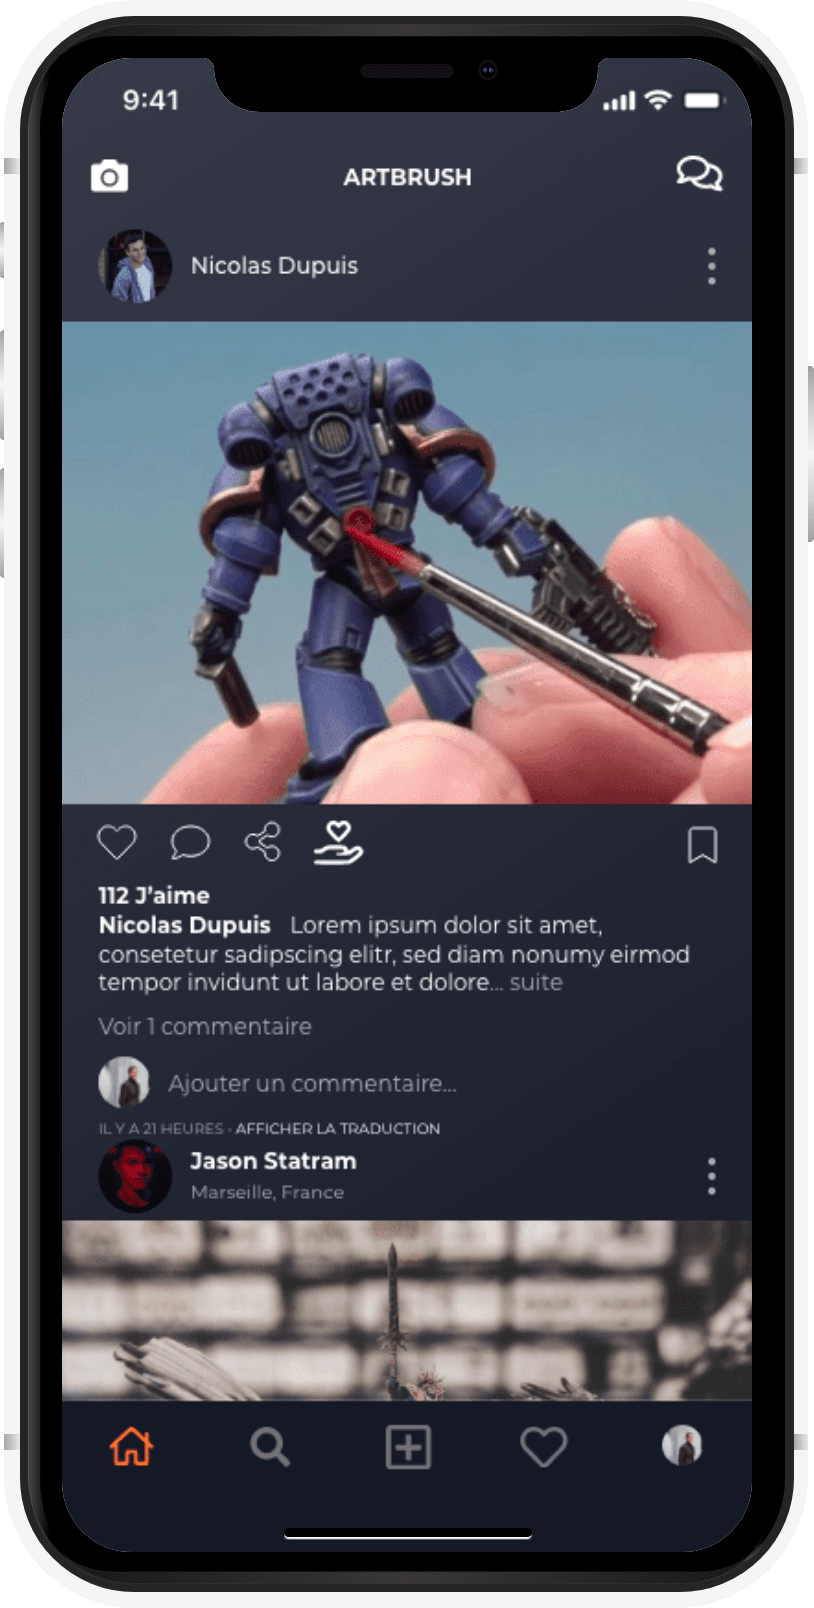 9:41
ARTBRUSH
Nicolas Dupuis
112 J’aime
Nicolas Dupuis Lorem ipsum dolor sit amet,
consetetur sadipscing elitr, sed diam nonumy eirmod
tempor invidunt ut labore et dolore... suite
Voir 1 commentaire
Ajouter un commentaire...
IL Y A 21 HEURES · AFFICHER LA TRADUCTION
Jason Statram
Marseille, France